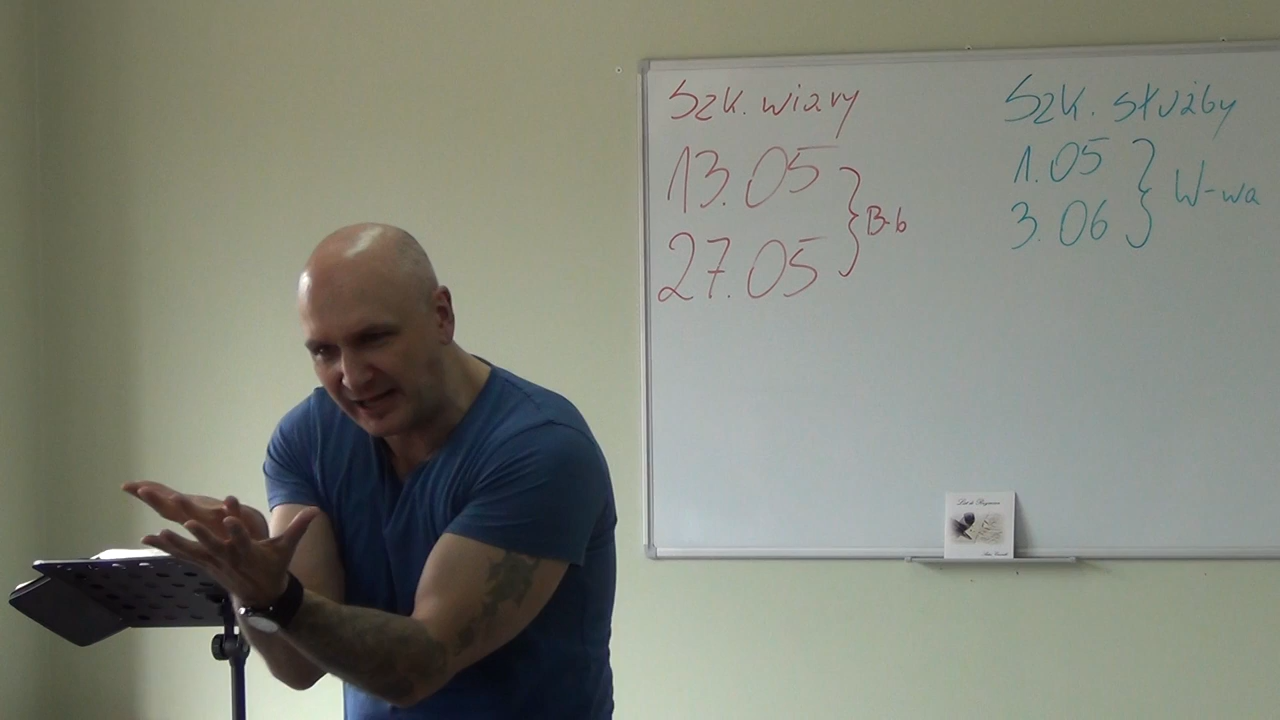 Szk. wiary
13.05
27.05
B-b
Szk. służby
1.05
3.06
W-wa